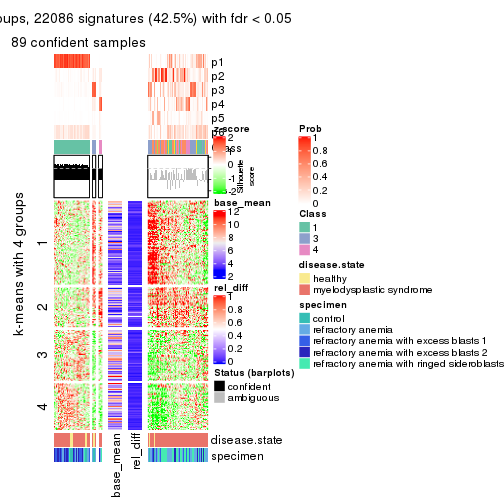 oups, 22086 signatures (42.5%) with fdr < 0.05
89 confident samples
p1
p2
p3
p4
p5
p6
Class
Silhouette
score
z-score
2
1
0
-1
-2
base_mean
12
10
8
6
4
2
rel_diff
1
0.8
0.6
0.4
0.2
0
Status (barplots)
confident
ambiguous
Prob
1
0.8
0.6
0.4
0.2
0
Class
1
3
4
disease.state
healthy
myelodysplastic syndrome
specimen
control
refractory anemia
refractory anemia with excess blasts 1
refractory anemia with excess blasts 2
refractory anemia with ringed sideroblasts
k-means with 4 groups
1
2
3
4
disease.state
specimen
base_mean
rel_diff